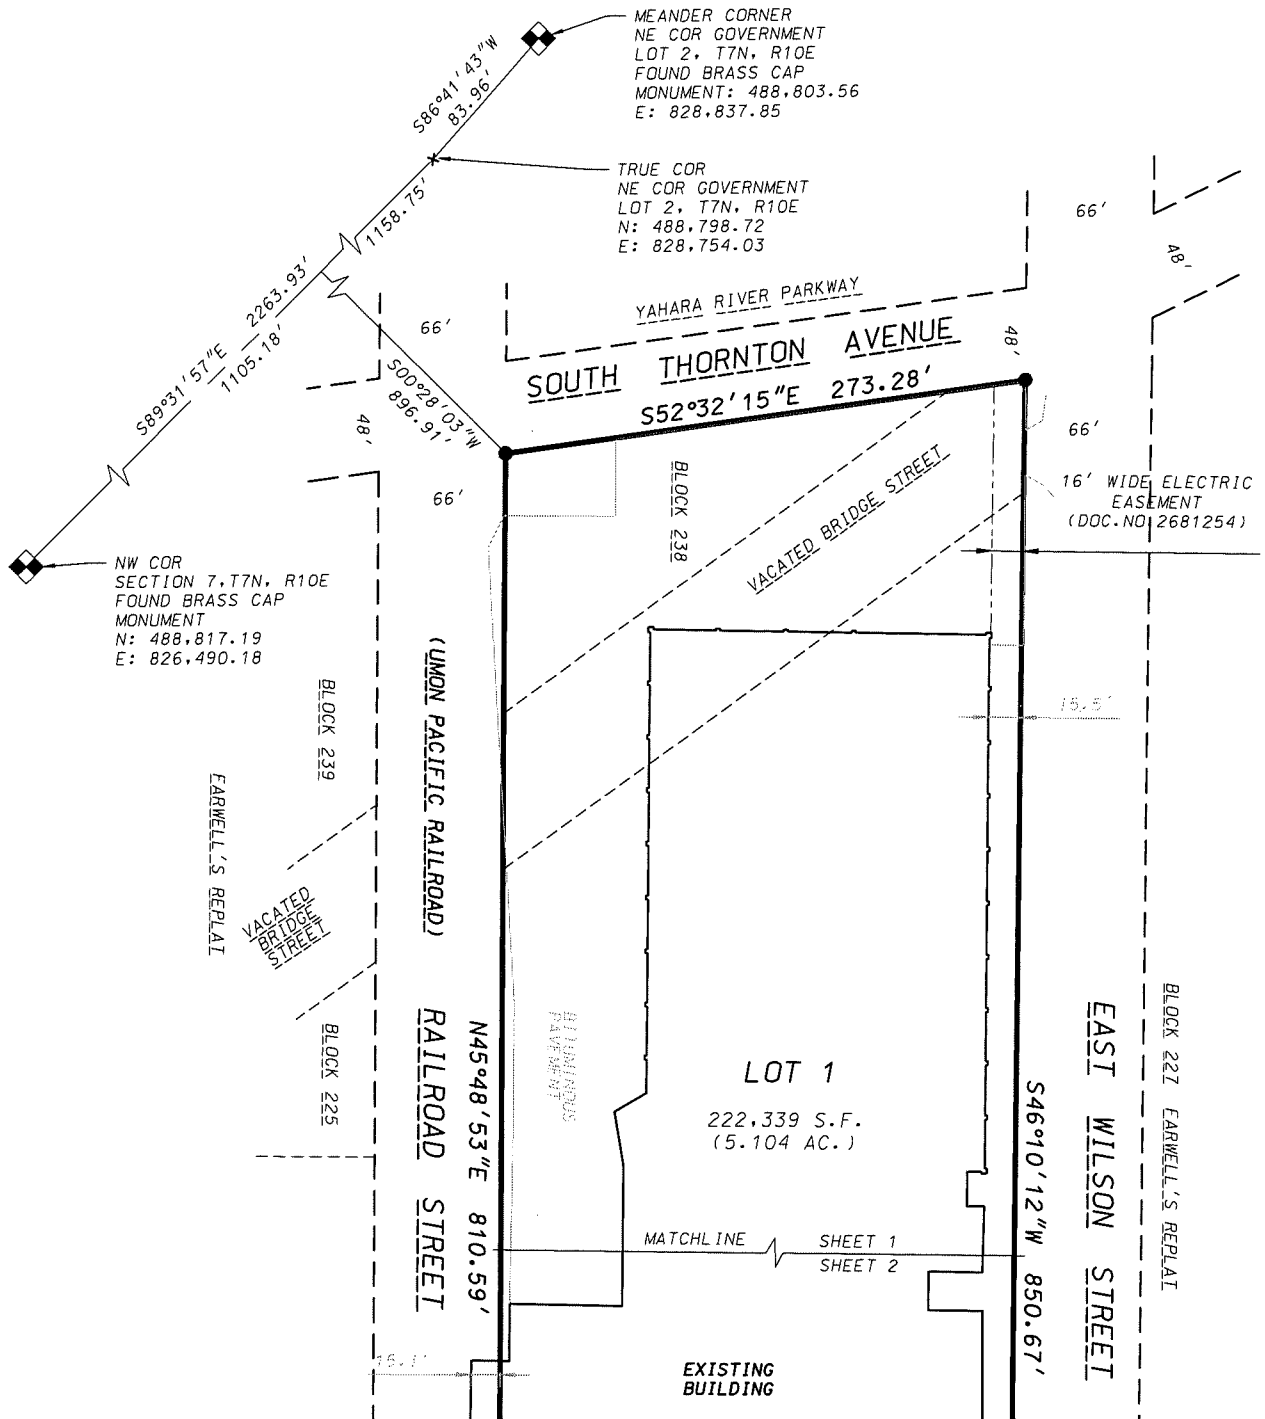 MEANDER CORNER
NE COR GOVERNMENT
LOT 2, T7N, R10E
FOUND BRASS CAP
MONUMENT: 488,803.56
E: 828,837.85
S86°41'43"W
83.96'
TRUE COR
NE COR GOVERNMENT
LOT 2, T7N, R10E
N: 488,798.72
E: 828,754.03
1158.75'
66'
48'
S89°31'57"E 2263.93'
1105.18'
66'
S00°28'03"W
896.91'
48'
66'
YAHARA RIVER PARKWAY
SOUTH THORNTON AVENUE
48'
S52°32'15"E 273.28'
66'
16' WIDE ELECTRIC
EASEMENT
(DOC.NO 2681254)
BLOCK 238
VACATED BRIDGE STREET
NW COR
SECTION 7,T7N, R10E
FOUND BRASS CAP
MONUMENT
N: 488,817.19
E: 826,490.18
15.5'
BLOCK 239
FARWELL'S REPLAT
(UMON PACIFIC RAILROAD)
VACATED
BRIDGE
STREET
BLOCK 225
RAILROAD STREET
N45°48'53"E 810.59'
BITUMINOUS
PAVEMENT
LOT 1
222,339 S.F.
(5.104 AC.)
S46°10'12"W 850.67'
EAST WILSON STREET
BLOCK 227 FARWELL'S REPLAT
MATCHLINE SHEET 1
SHEET 2
15.1'
EXISTING
BUILDING